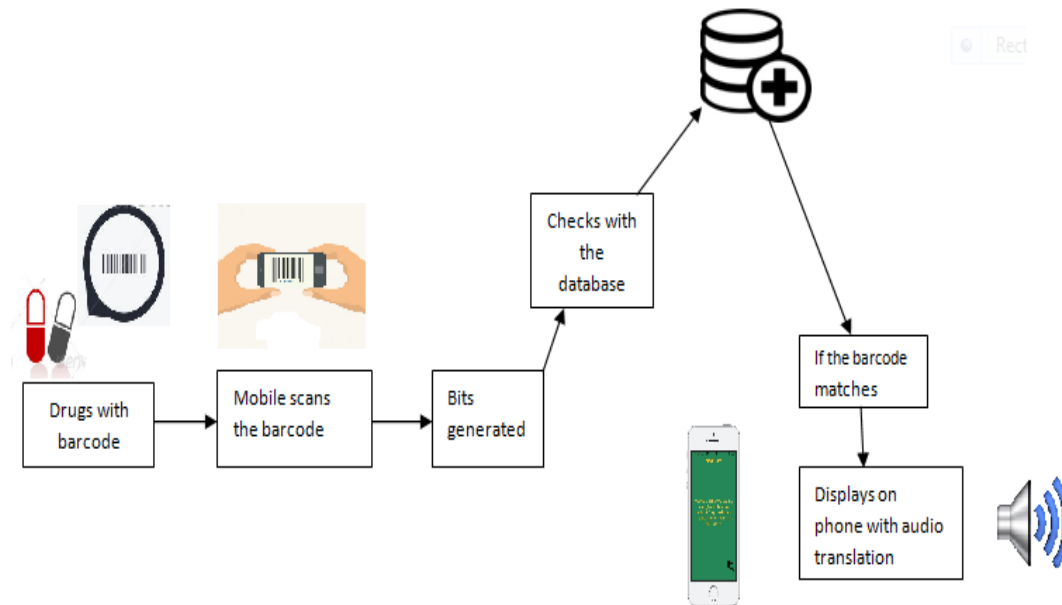 Rect
Checks with
the
database
If the barcode
matches
Drugs with
barcode
Mobile scans
the barcode
Bits
generated
Displays on
phone with audio
translation